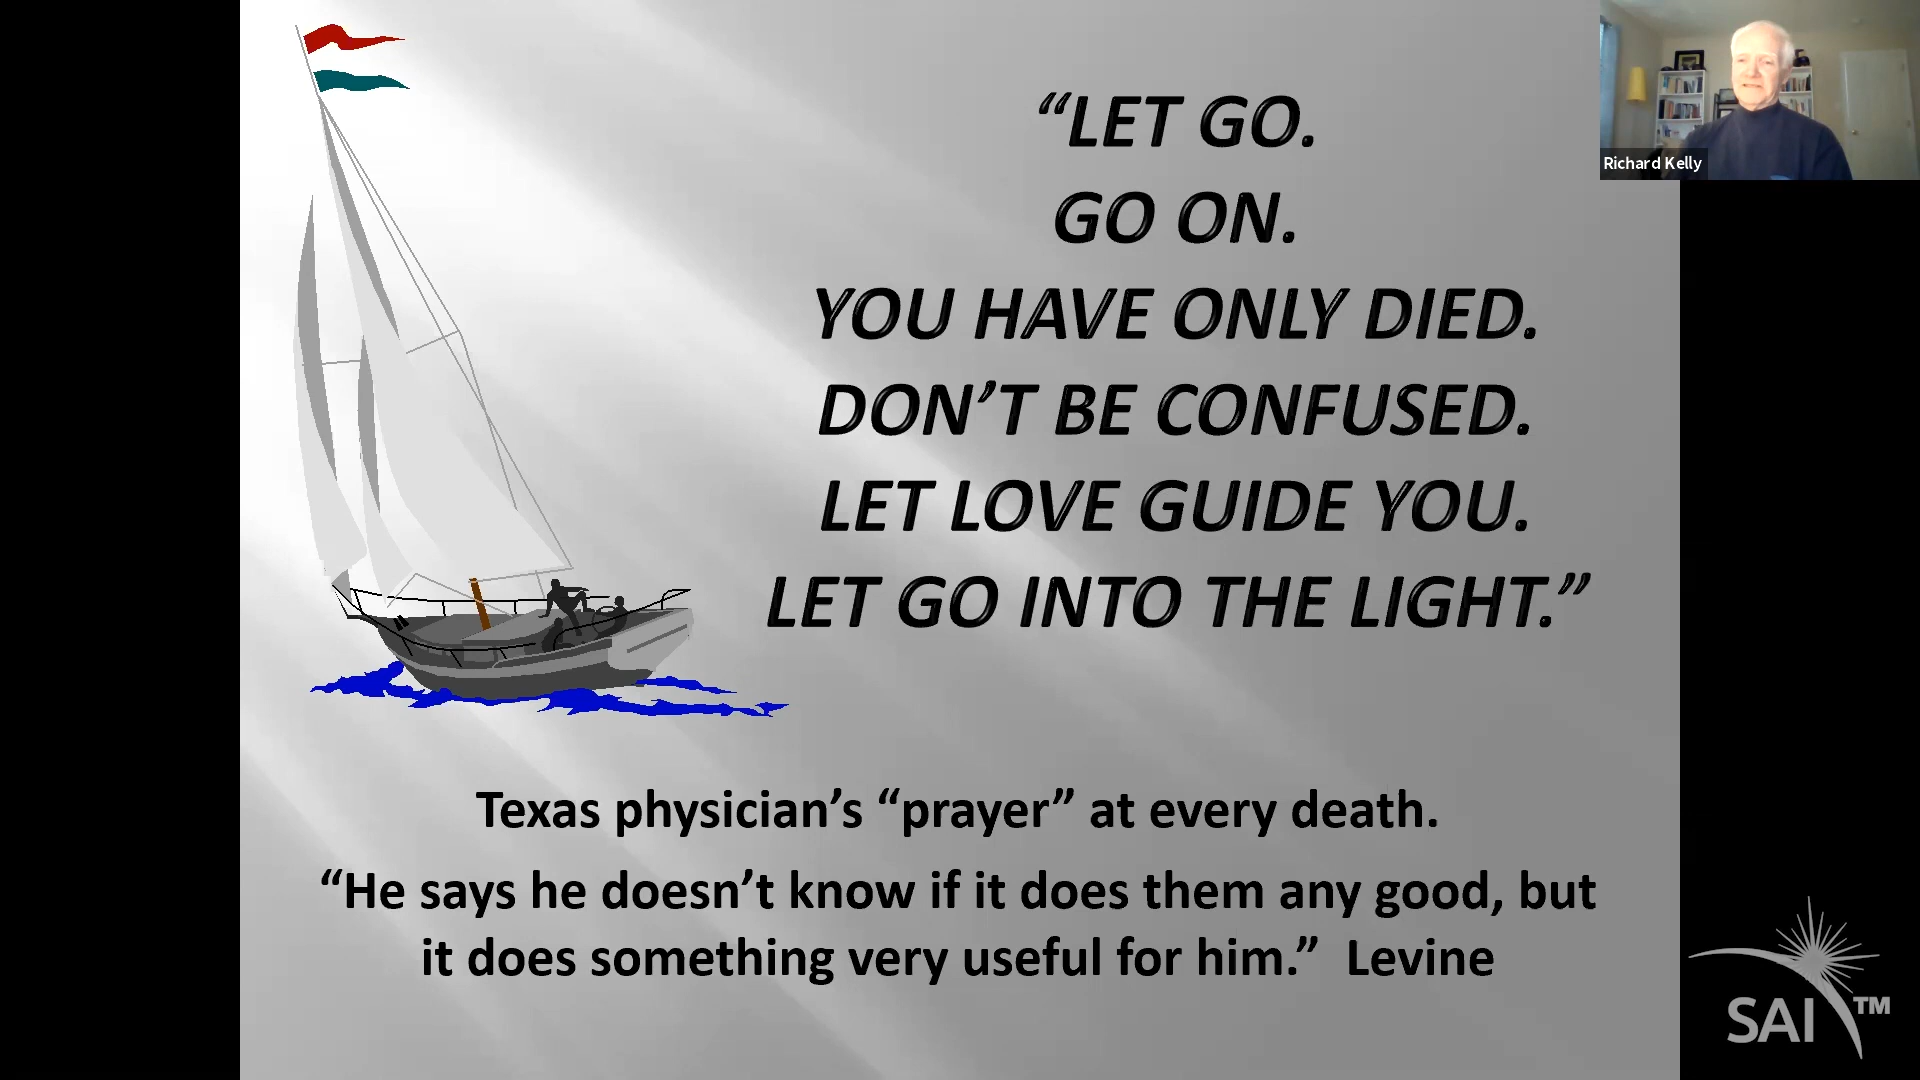 “LET GO.
GO ON.
YOU HAVE ONLY DIED.
DON’T BE CONFUSED.
LET LOVE GUIDE YOU.
LET GO INTO THE LIGHT.”
Texas physician’s “prayer” at every death.
“He says he doesn’t know if it does them any good, but
it does something very useful for him.”  Levine
Richard Kelly
SAI™